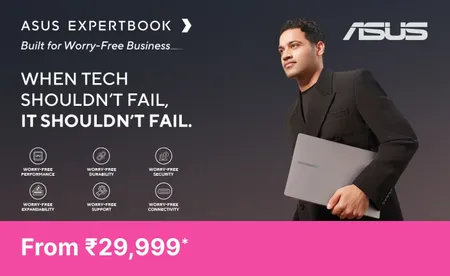 ASUS EXPERTBOOK
Built for Worry-Free Business
ASUS
WHEN TECH
SHOULDN'T FAIL,
IT SHOULDN'T FAIL.
WORRY-FREE
PERFORMANCE
WORRY-FREE
DURABILITY
WORRY-FREE
SECURITY
WORRY-FREE
EXPANDABILITY
WORRY-FREE
SUPPORT
WORRY-FREE
CONNECTIVITY
From ₹29,999*